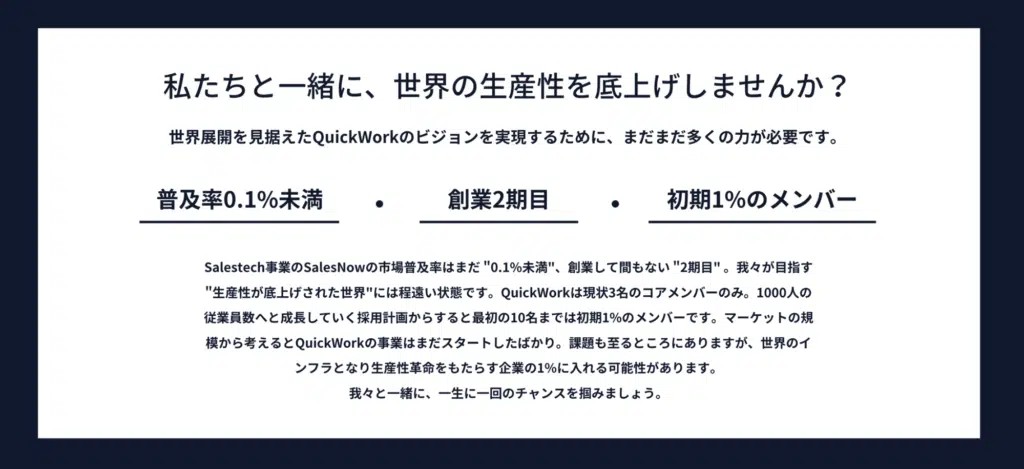 私たちと一緒に、世界の生産性を底上げしませんか？
世界展開を見据えたQuickWorkのビジョンを実現するために、まだまだ多くの力が必要です。
普及率0.1%未満 • 創業2期目 • 初期1%のメンバー
Salestech事業のSalesNowの市場普及率はまだ "0.1%未満"、創業して間もない "2期目" 。我々が目指す
"生産性が底上げされた世界"には程遠い状態です。QuickWorkは現状3名のコアメンバーのみ。1000人の
従業員数へと成長していく採用計画からすると最初の10名までは初期1%のメンバーです。マーケットの規
模から考えるとQuickWorkの事業はまだスタートしたばかり。課題も至るところにありますが、世界のイ
ンフラとなり生産性革命をもたらす企業の1%に入れる可能性があります。
我々と一緒に、一生に一回のチャンスを掴みましょう。